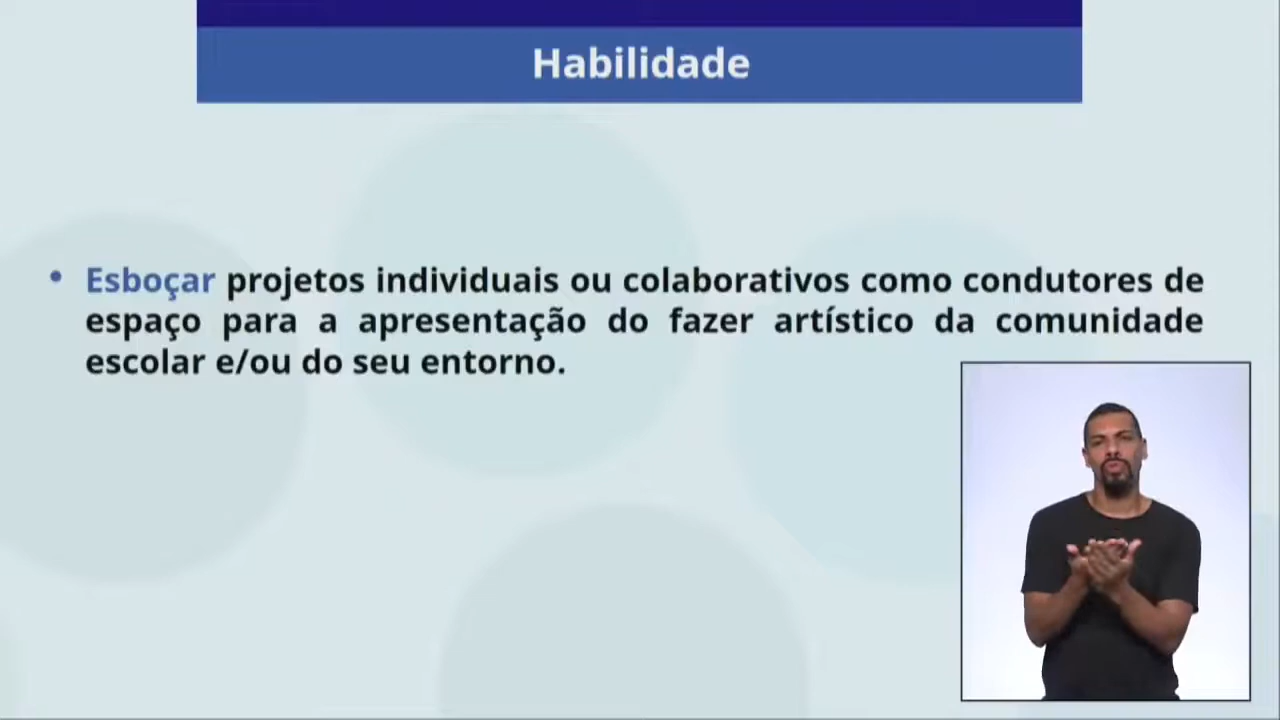 Habilidade
• Esboçar projetos individuais ou colaborativos como condutores de
espaço para a apresentação do fazer artístico da comunidade
escolar e/ou do seu entorno.